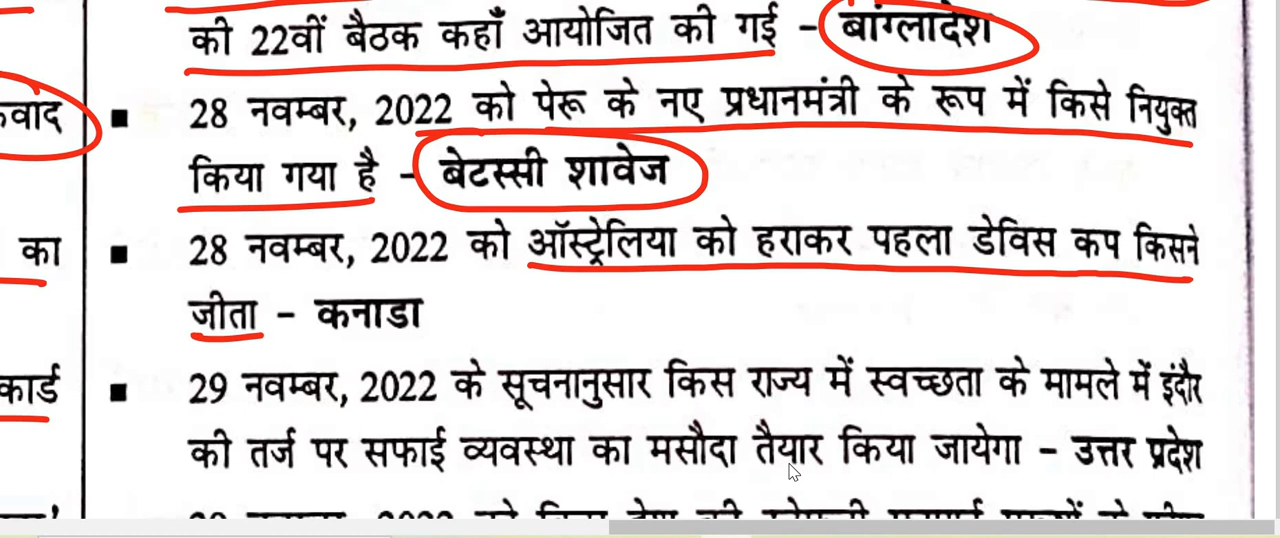 की 22वीं बैठक कहाँ आयोजित की गई – बांग्लादेश
▪ 28 नवम्बर, 2022 को पेरू के नए प्रधानमंत्री के रूप में किसे नियुक्त
किया गया है – बेटस्सी शावेज
का ▪ 28 नवम्बर, 2022 को ऑस्ट्रेलिया को हराकर पहला डेविस कप किसने
जीता – कनाडा
▪ 29 नवम्बर, 2022 के सूचनानुसार किस राज्य में स्वच्छता के मामले में इंदौर
की तर्ज पर सफाई व्यवस्था का मसौदा तैयार किया जायेगा – उत्तर प्रदेश